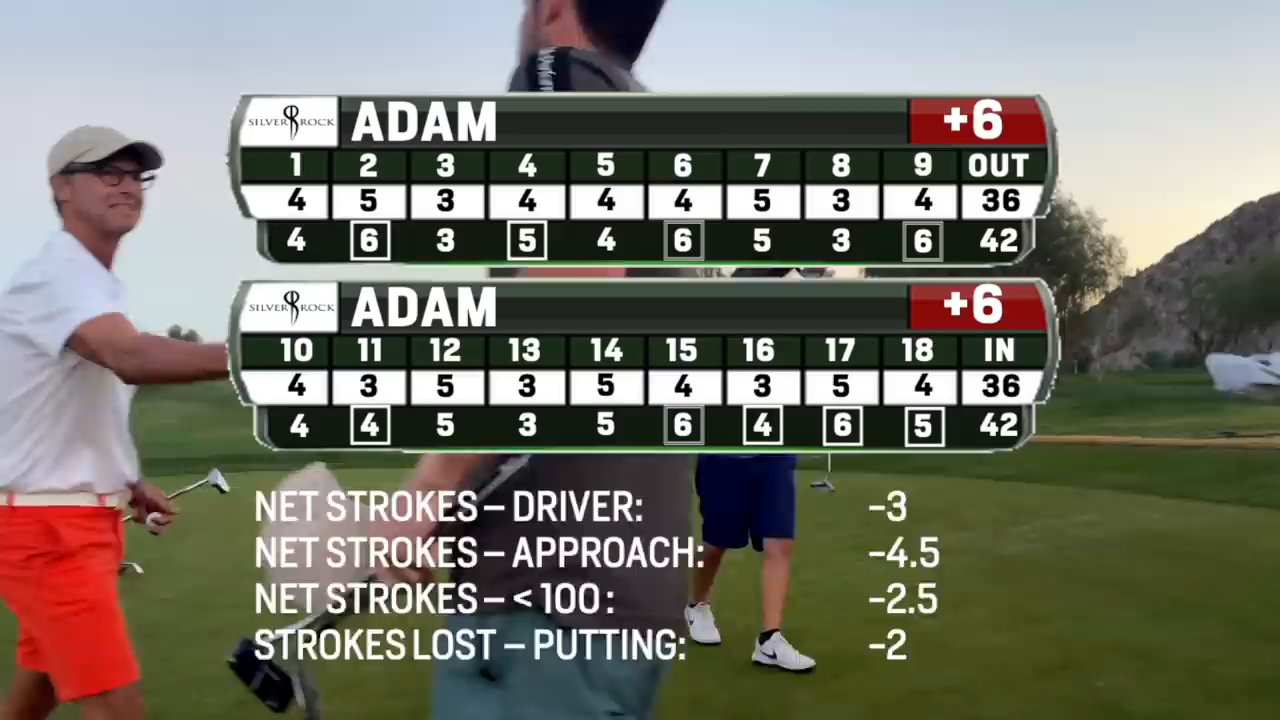 SILVER ROCK ADAM +6
1 2 3 4 5 6 7 8 9 OUT
4 5 3 4 4 4 5 3 4 36
4 6 3 5 4 6 5 3 6 42
SILVER ROCK ADAM +6
10 11 12 13 14 15 16 17 18 IN
4 3 5 3 5 4 3 5 4 36
4 4 5 3 5 6 4 6 5 42
NET STROKES – DRIVER: -3
NET STROKES – APPROACH: -4.5
NET STROKES – < 100: -2.5
STROKES LOST – PUTTING: -2